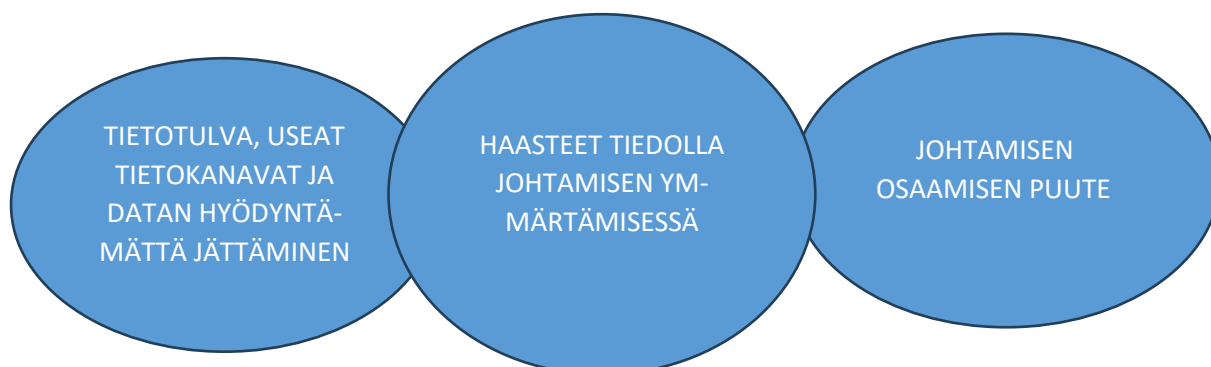 TIETOTULVA, USEAT
TIETOKANAVAT JA
DATAN HYÖDYNTÄ-
MÄTTÄ JÄTTÄMINEN
HAASTEET TIEDOLLA
JOHTAMISEN YM-
MÄRTÄMISESSÄ
JOHTAMISEN
OSAAMISEN PUUTE